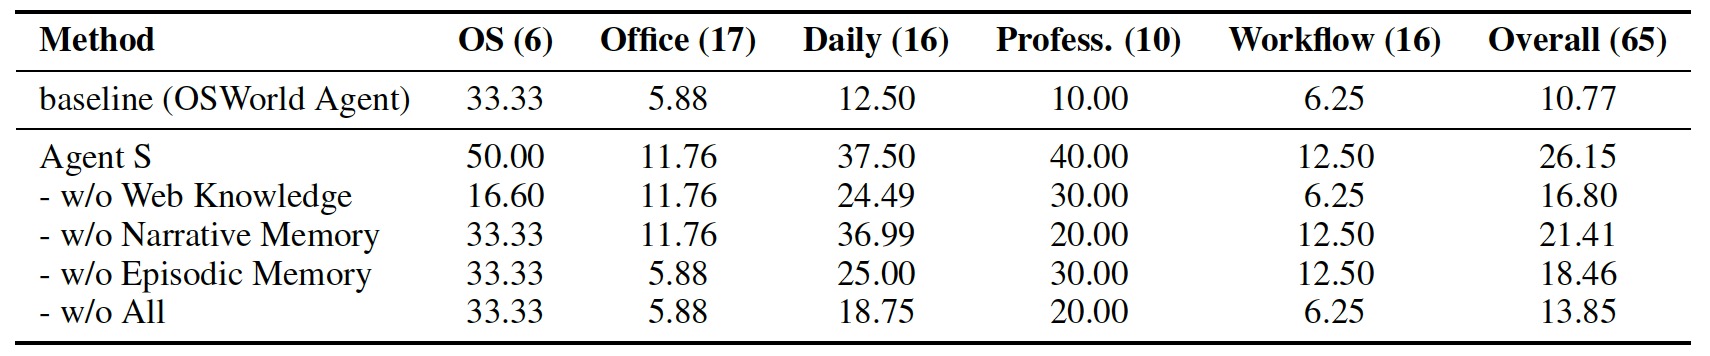 Method OS (6) Office (17) Daily (16) Profess. (10) Workflow (16) Overall (65)
baseline (OSWorld Agent) 33.33 5.88 12.50 10.00 6.25 10.77
Agent S 50.00 11.76 37.50 40.00 12.50 26.15
- w/o Web Knowledge 16.60 11.76 24.49 30.00 6.25 16.80
- w/o Narrative Memory 33.33 11.76 36.99 20.00 12.50 21.41
- w/o Episodic Memory 33.33 5.88 25.00 30.00 12.50 18.46
- w/o All 33.33 5.88 18.75 20.00 6.25 13.85